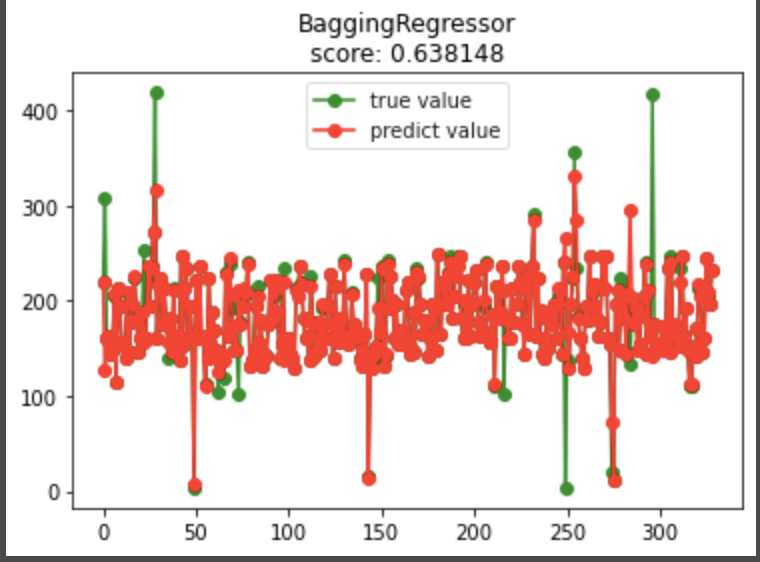 BaggingRegressor
score: 0.638148
true value
predict value
400
300
200
100
0
0 50 100 150 200 250 300